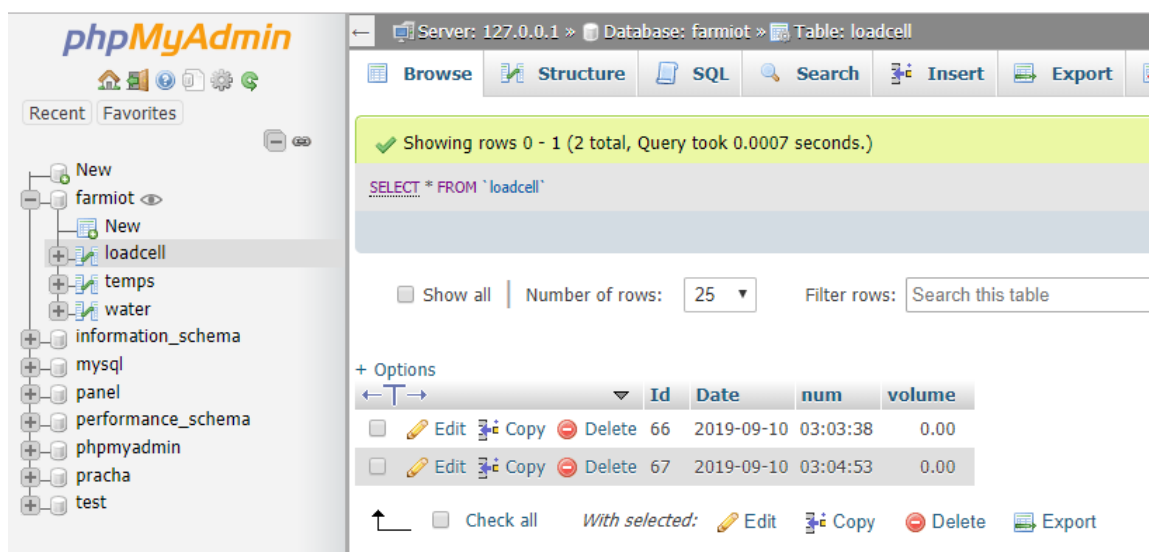 phpMyAdmin
Recent Favorites
New
farmiot
New
loadcell
temps
water
information_schema
mysql
panel
performance_schema
phpmyadmin
pracha
test
Server: 127.0.0.1 » Database: farmiot » Table: loadcell
Browse Structure SQL Search Insert Export
Showing rows 0 - 1 (2 total, Query took 0.0007 seconds.)
SELECT * FROM `loadcell`
Show all Number of rows: 25 Filter rows: Search this table
+ Options
←T→ Id Date num volume
Edit Copy Delete 66 2019-09-10 03:03:38 0.00
Edit Copy Delete 67 2019-09-10 03:04:53 0.00
Check all With selected: Edit Copy Delete Export